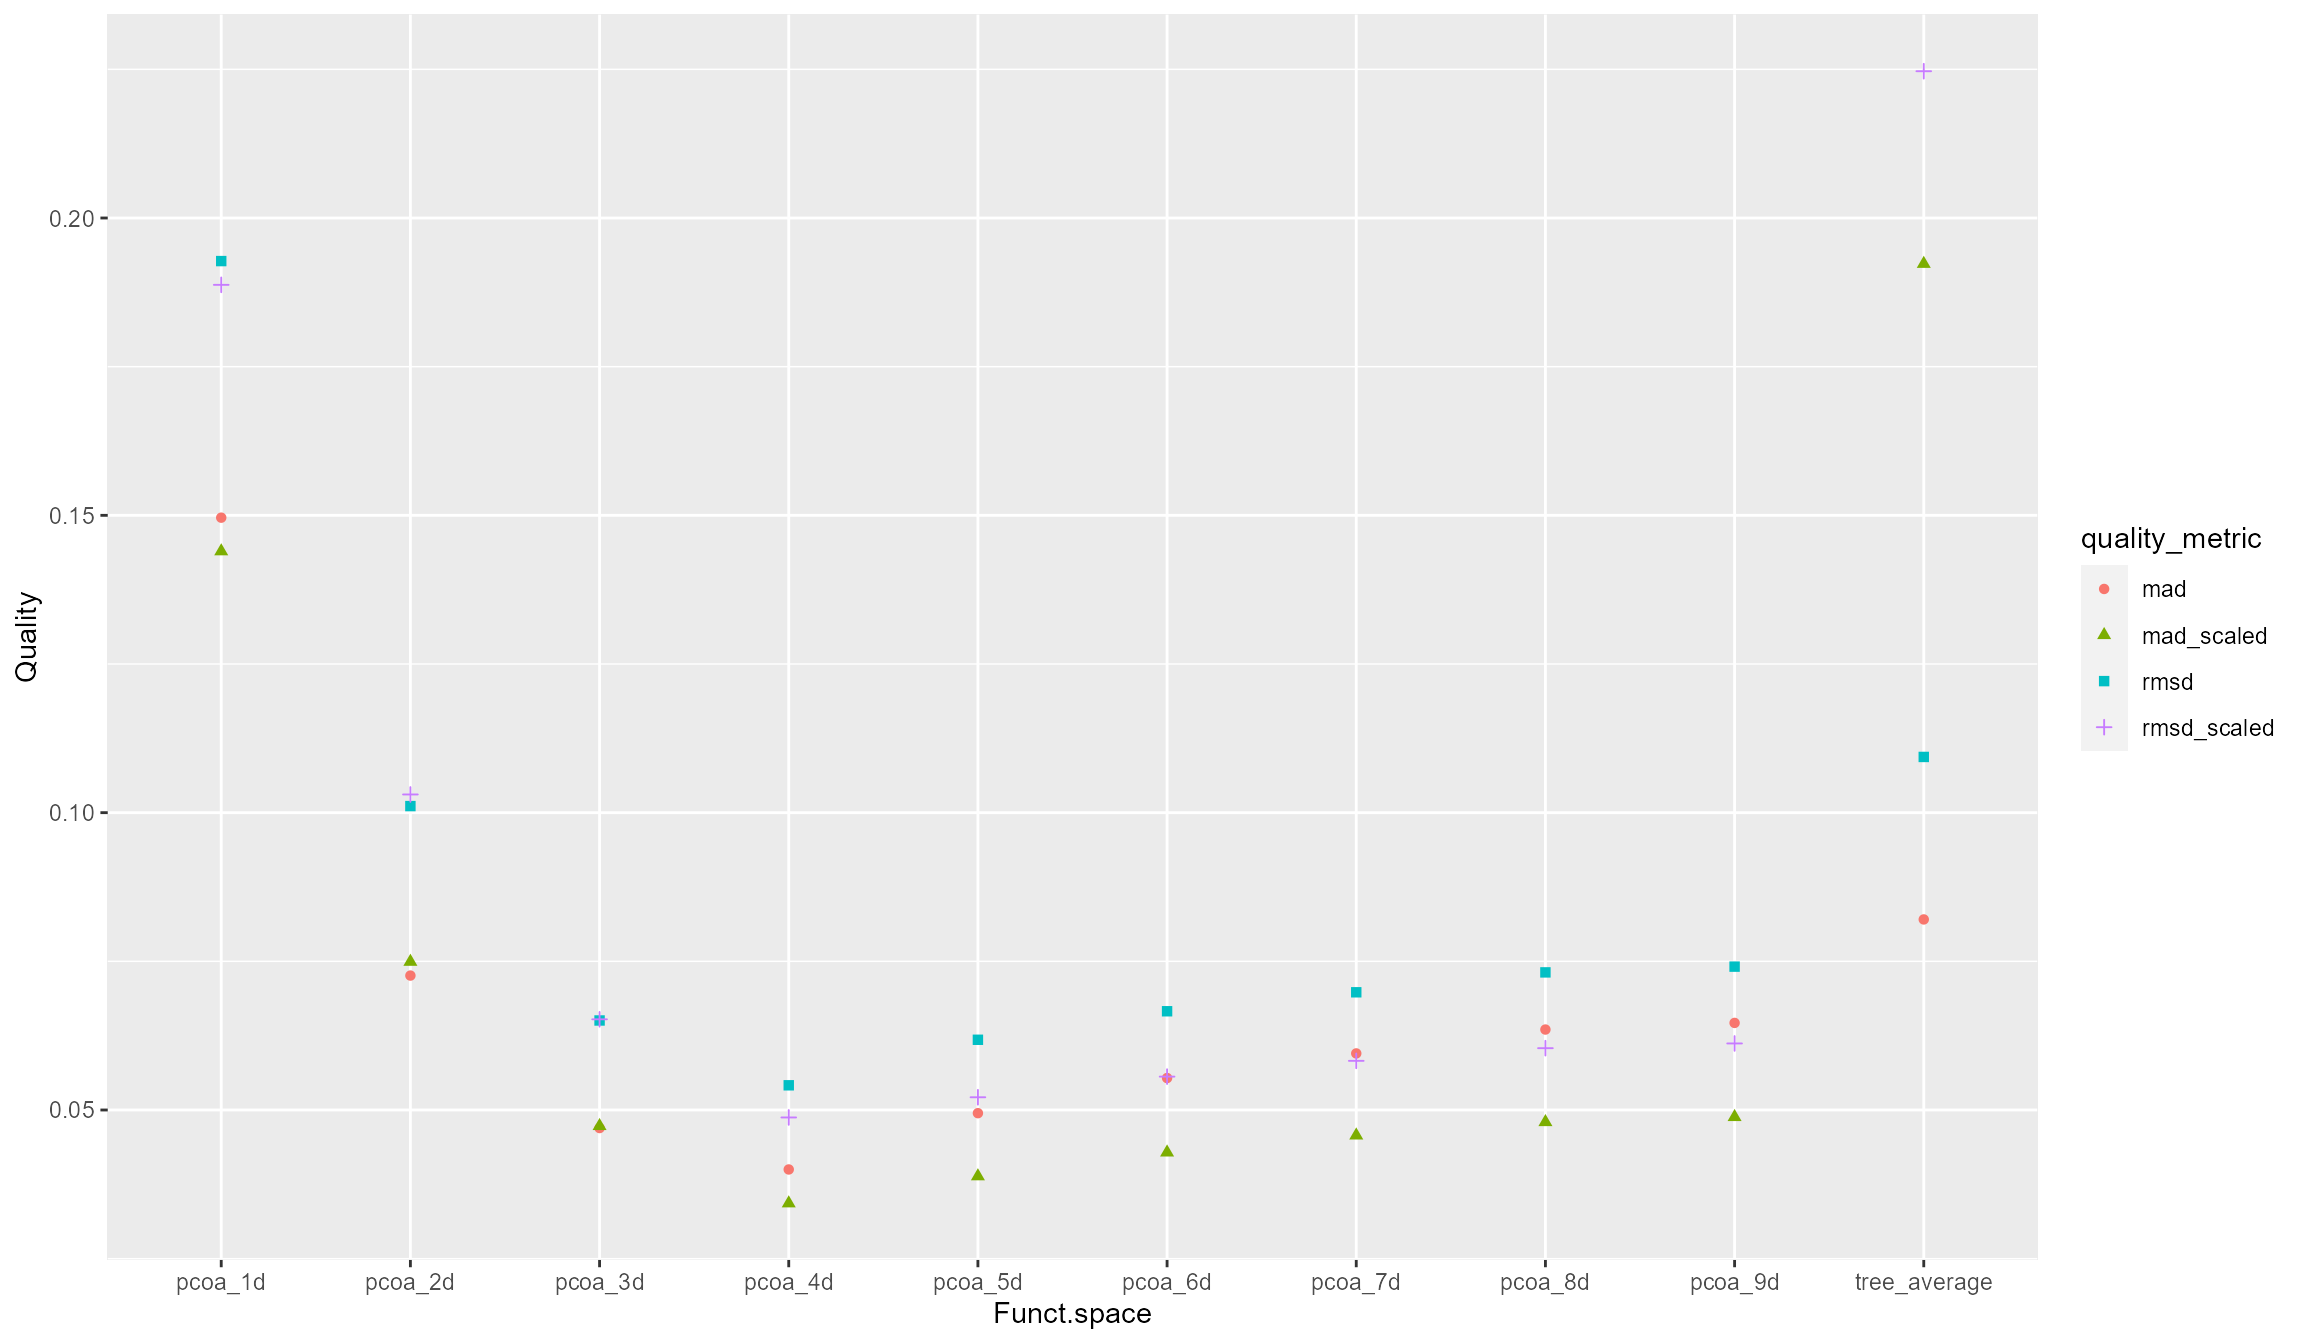 0.20
0.15
0.10
0.05
Quality
pcoa_1d pcoa_2d pcoa_3d pcoa_4d pcoa_5d pcoa_6d pcoa_7d pcoa_8d pcoa_9d tree_average
Funct.space
quality_metric
mad
mad_scaled
rmsd
rmsd_scaled